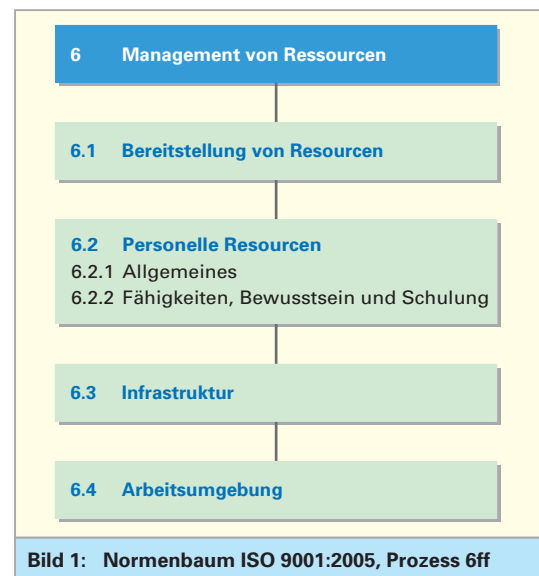 6 Management von Ressourcen
6.1 Bereitstellung von Resourcen
6.2 Personelle Resourcen
6.2.1 Allgemeines
6.2.2 Fähigkeiten, Bewusstsein und Schulung
6.3 Infrastruktur
6.4 Arbeitsumgebung
Bild 1: Normenbaum ISO 9001:2005, Prozess 6ff